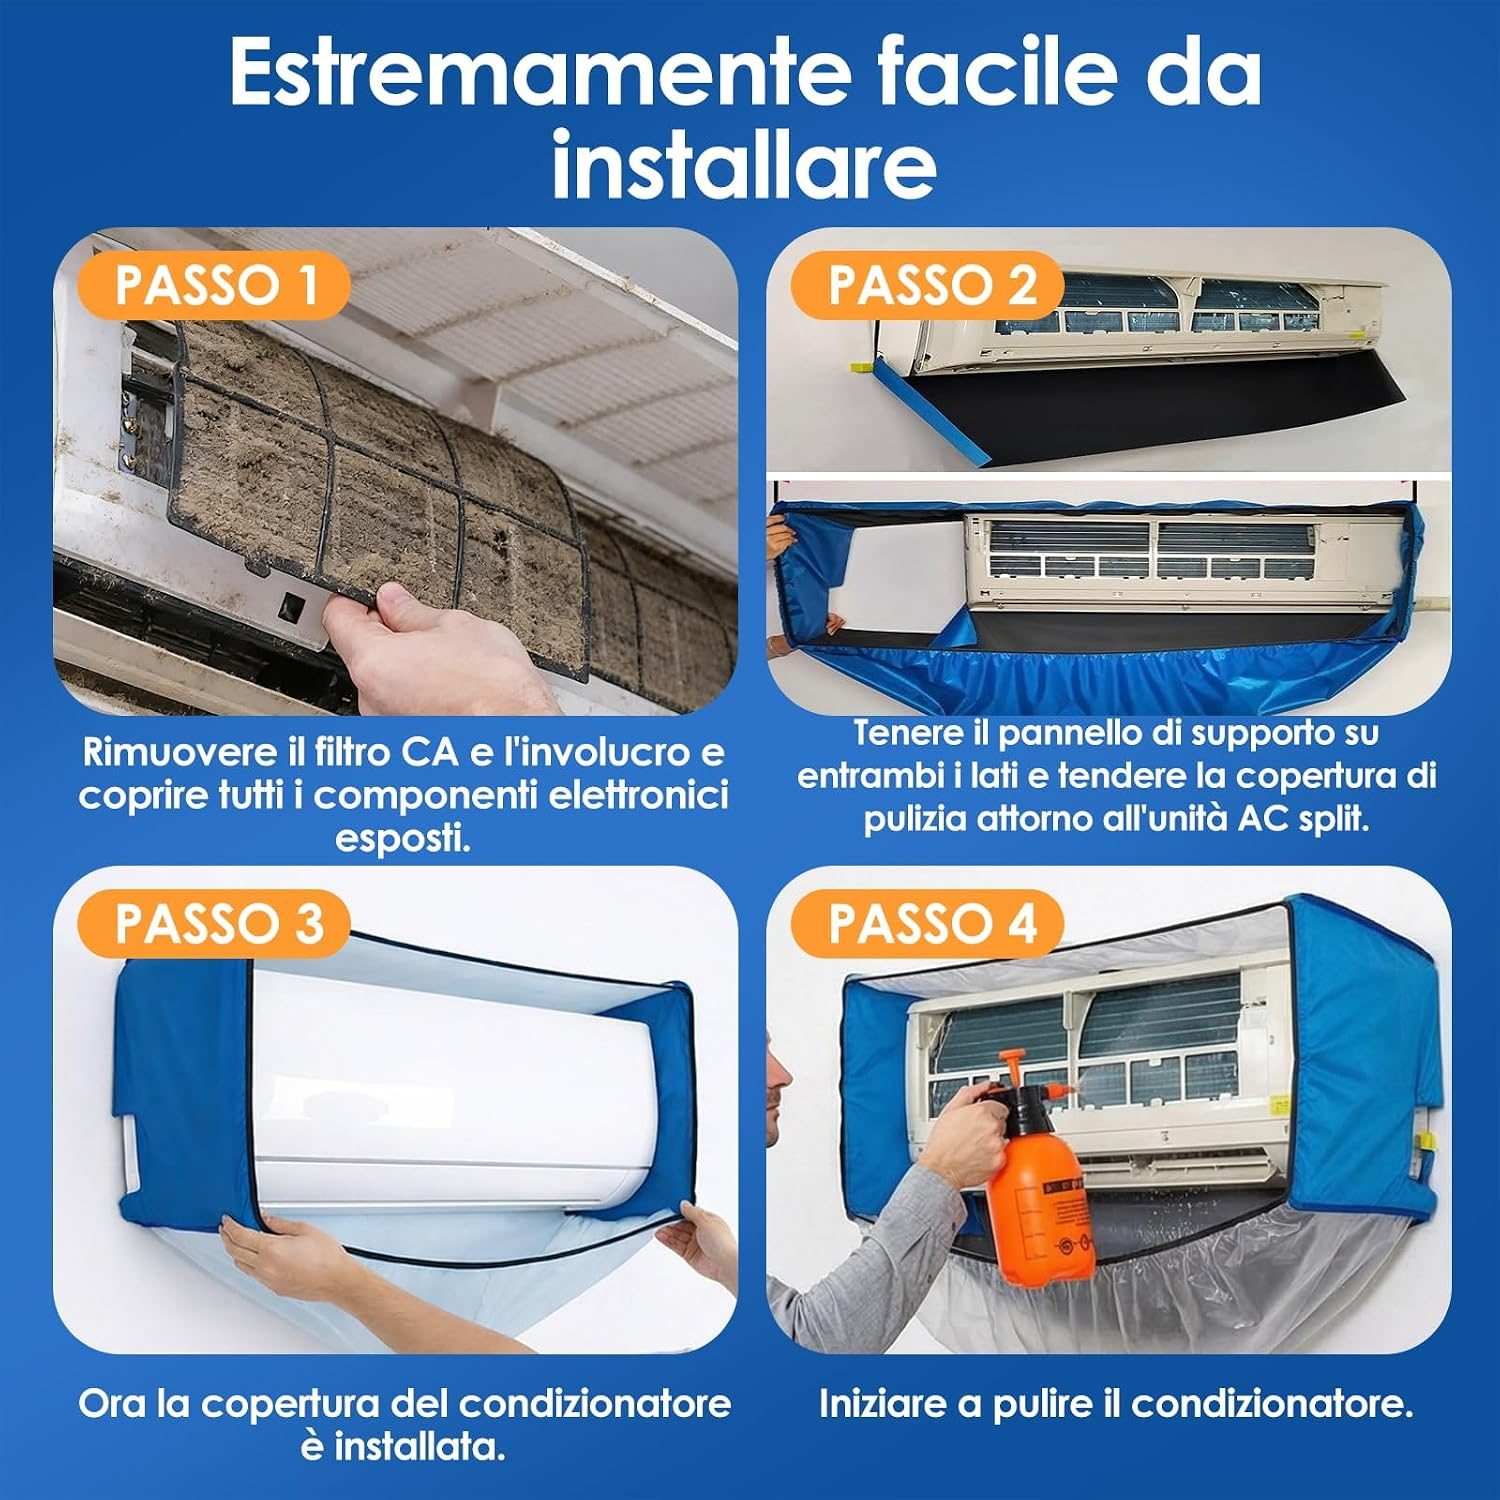 Estremamente facile da
installare
PASSO 1
Rimuovere il filtro CA e l'involucro e
coprire tutti i componenti elettronici
esposti.
PASSO 2
Tenere il pannello di supporto su
entrambi i lati e tendere la copertura di
pulizia attorno all'unità AC split.
PASSO 3
Ora la copertura del condizionatore
è installata.
PASSO 4
Iniziare a pulire il condizionatore.